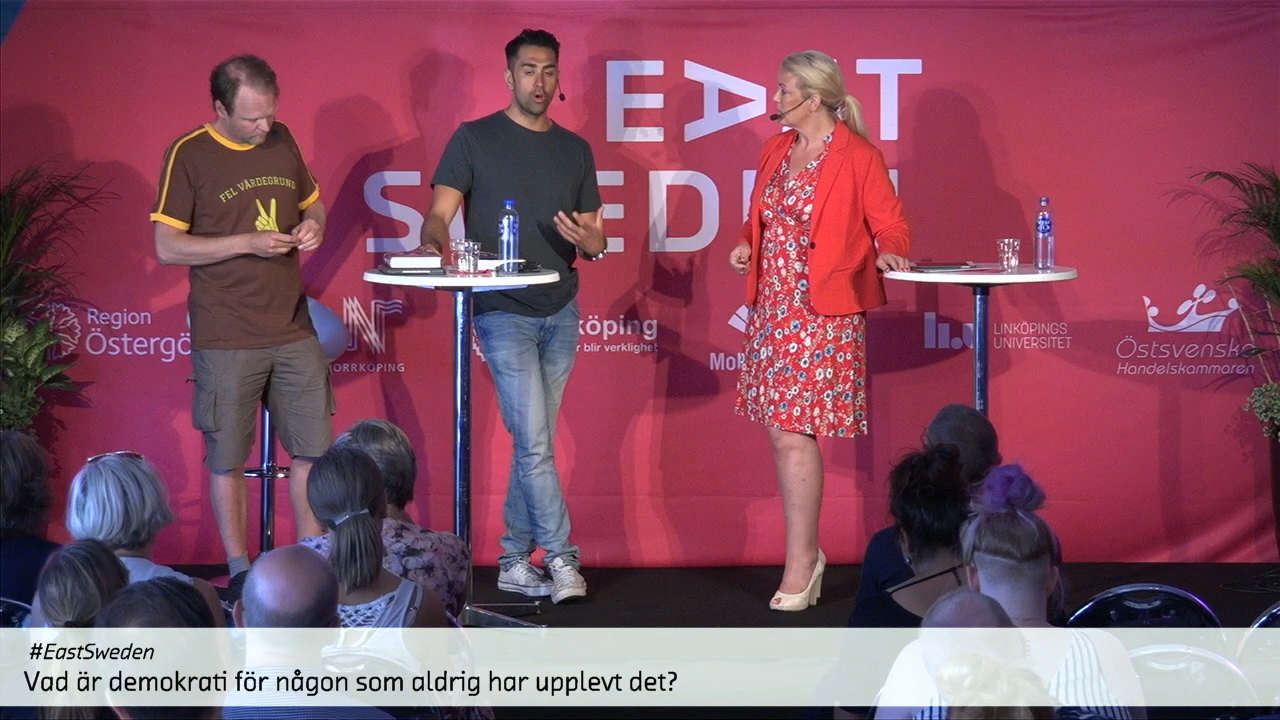 EAST
SWEDEN
FEL VÄRDEGRUND
Region
Östergö
ORRKÖPING
köping
r blir verklighet
LINKÖPINGS
UNIVERSITET
Östsvenska
Handelskammaren
#EastSweden
Vad är demokrati för någon som aldrig har upplevt det?